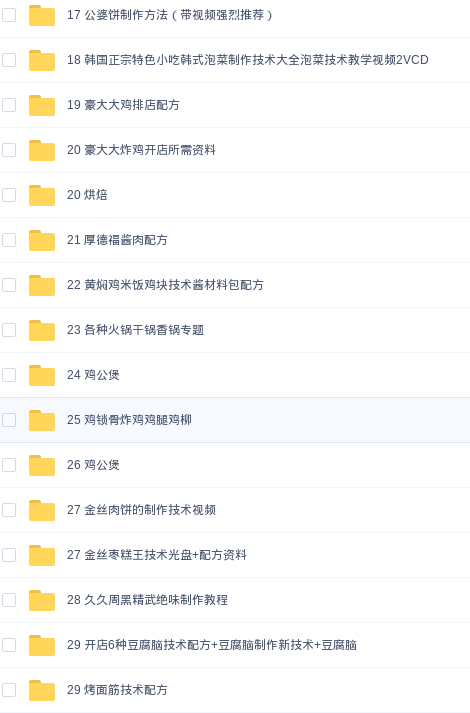 17 公婆饼制作方法（带视频强烈推荐）
18 韩国正宗特色小吃韩式泡菜制作技术大全泡菜技术教学视频2VCD
19 豪大大鸡排店配方
20 豪大大炸鸡开店所需资料
20 烘焙
21 厚德福酱肉配方
22 黄焖鸡米饭鸡块技术酱材料包配方
23 各种火锅干锅香锅专题
24 鸡公煲
25 鸡锁骨炸鸡鸡腿鸡柳
26 鸡公煲
27 金丝肉饼的制作技术视频
27 金丝枣糕王技术光盘+配方资料
28 久久周黑精武绝味制作教程
29 开店6种豆腐脑技术配方+豆腐脑制作新技术+豆腐脑
29 烤面筋技术配方